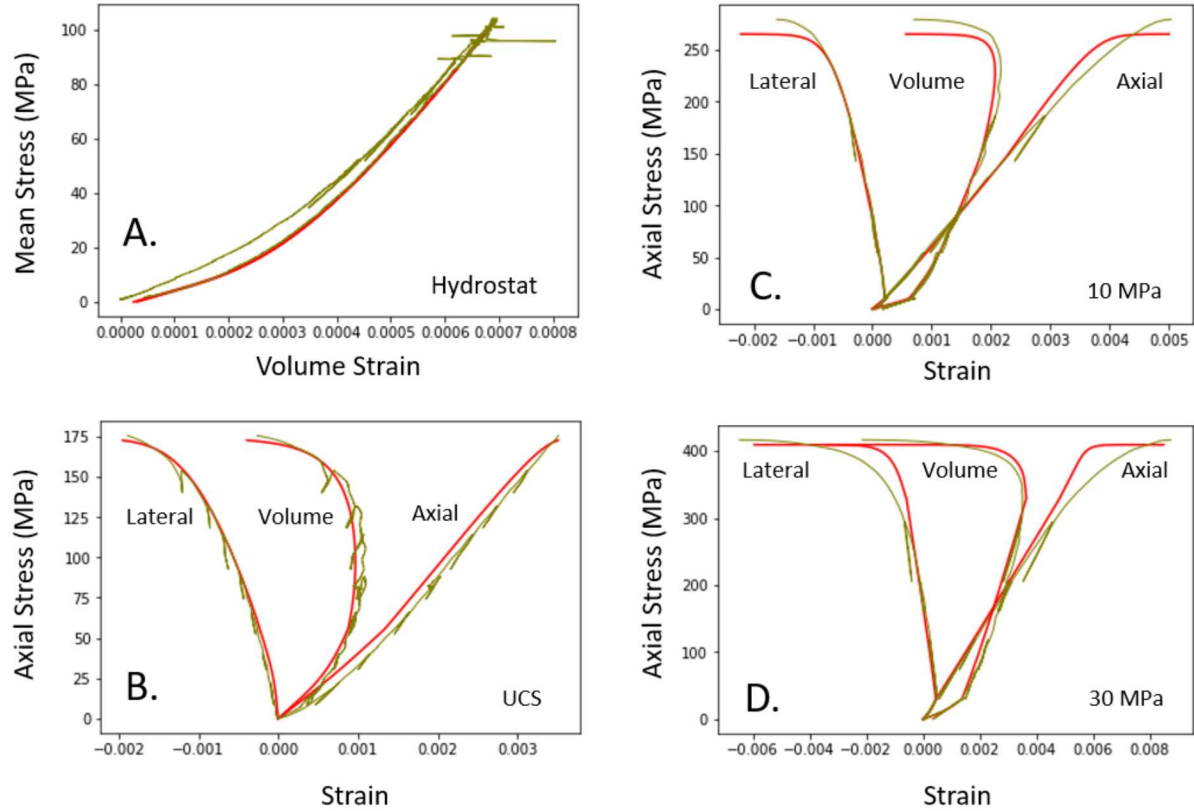 Mean Stress (MPa)
100
80
60
40
20
0
A.
Hydrostat
0.0000 0.0001 0.0002 0.0003 0.0004 0.0005 0.0006 0.0007 0.0008
Volume Strain
Axial Stress (MPa)
250
200
150
100
50
0
Lateral Volume Axial
C.
10 MPa
−0.002 −0.001 0.000 0.001 0.002 0.003 0.004 0.005
Strain
Axial Stress (MPa)
175
150
125
100
75
50
25
0
Lateral Volume Axial
B.
UCS
−0.002 −0.001 0.000 0.001 0.002 0.003
Strain
Axial Stress (MPa)
400
300
200
100
0
Lateral Volume Axial
D.
30 MPa
−0.006 −0.004 −0.002 0.000 0.002 0.004 0.006 0.008
Strain